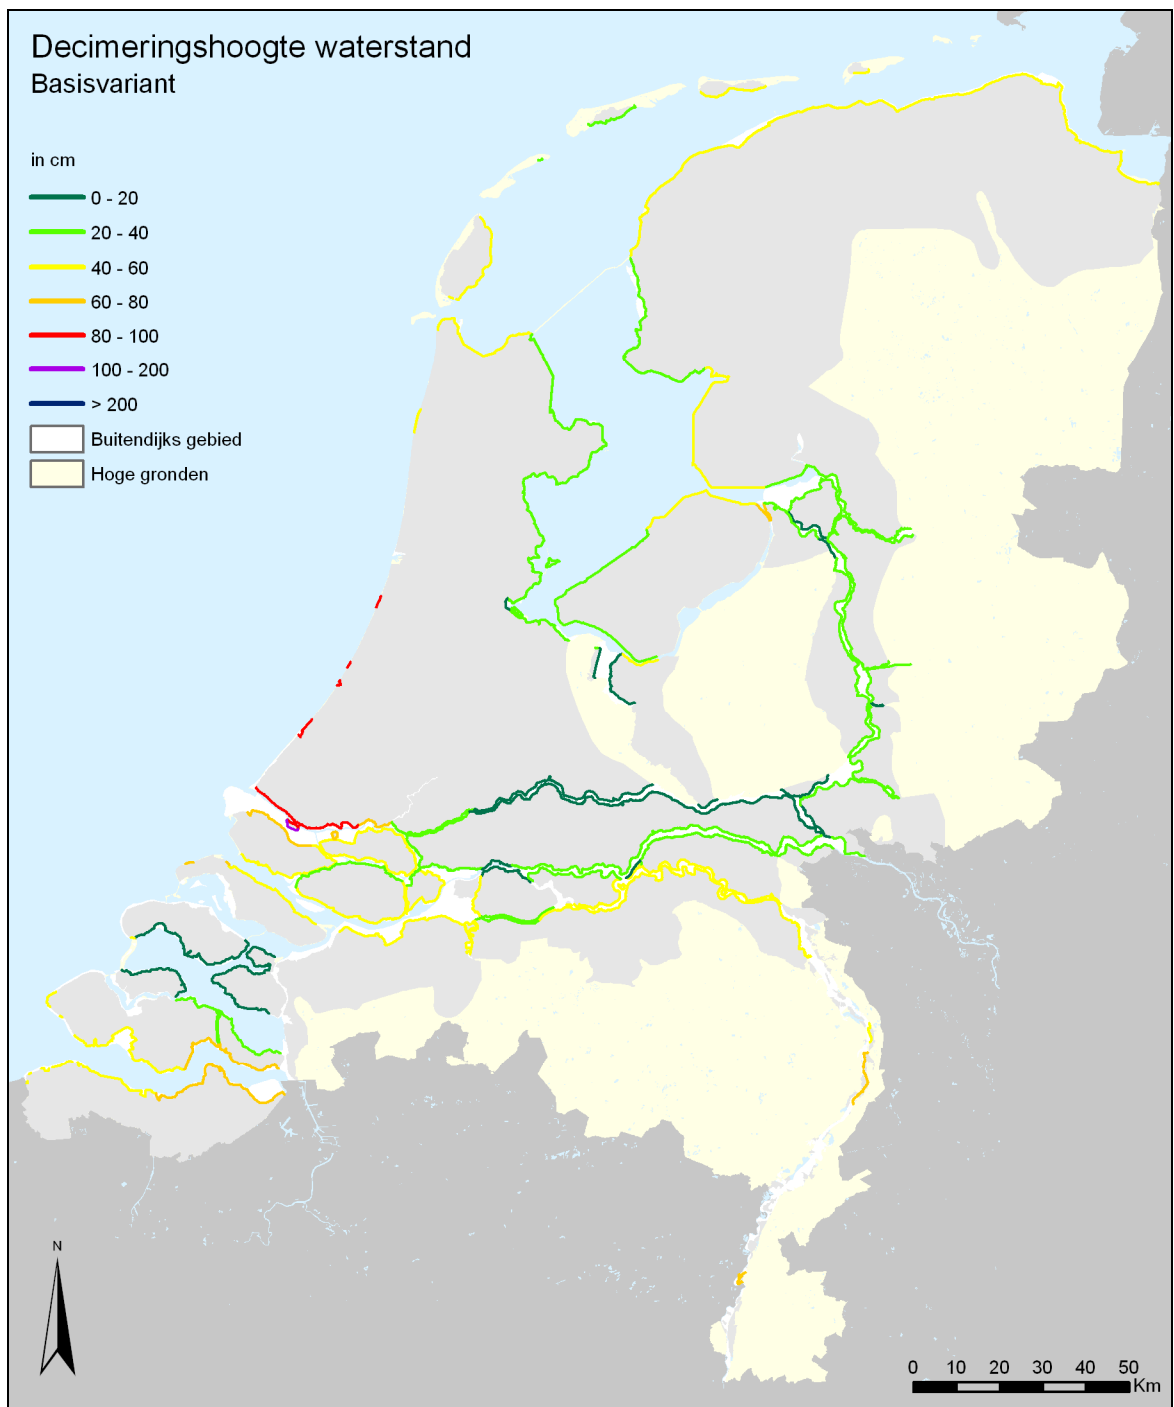 Decimeringshoogte waterstand
Basisvariant
in cm
0 - 20
20 - 40
40 - 60
60 - 80
80 - 100
100 - 200
> 200
Buitendijks gebied
Hoge gronden
N
0 10 20 30 40 50
Km